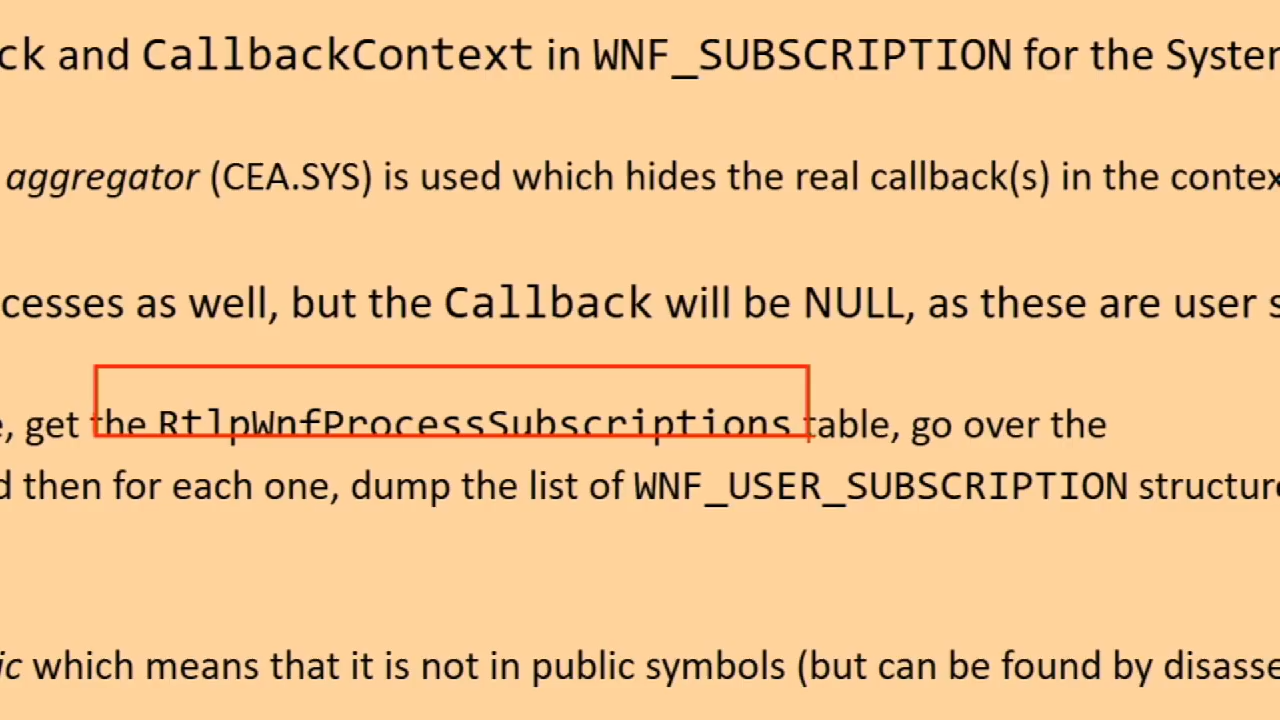 ck and CallbackContext in WNF_SUBSCRIPTION for the System
aggregator (CEA.SYS) is used which hides the real callback(s) in the contex
cesses as well, but the Callback will be NULL, as these are user s
e, get the RtlpWnfProcessSubscriptions table, go over the
d then for each one, dump the list of WNF_USER_SUBSCRIPTION structure
ic which means that it is not in public symbols (but can be found by disasse